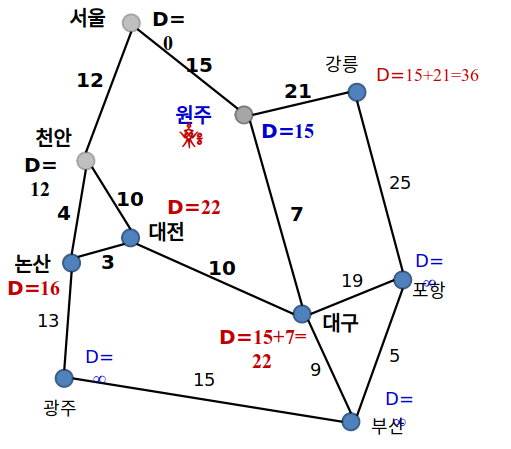 서울
D=
0
15
12
강릉
D=15+21=36
21
원주
D=15
천안
D=
12
10
25
4
D=22
대전
7
논산
3
D=16
10
19
D=
∞
포항
13
대구
D=15+7=
22
D=
∞
15
9
5
광주
D=
∞
부산